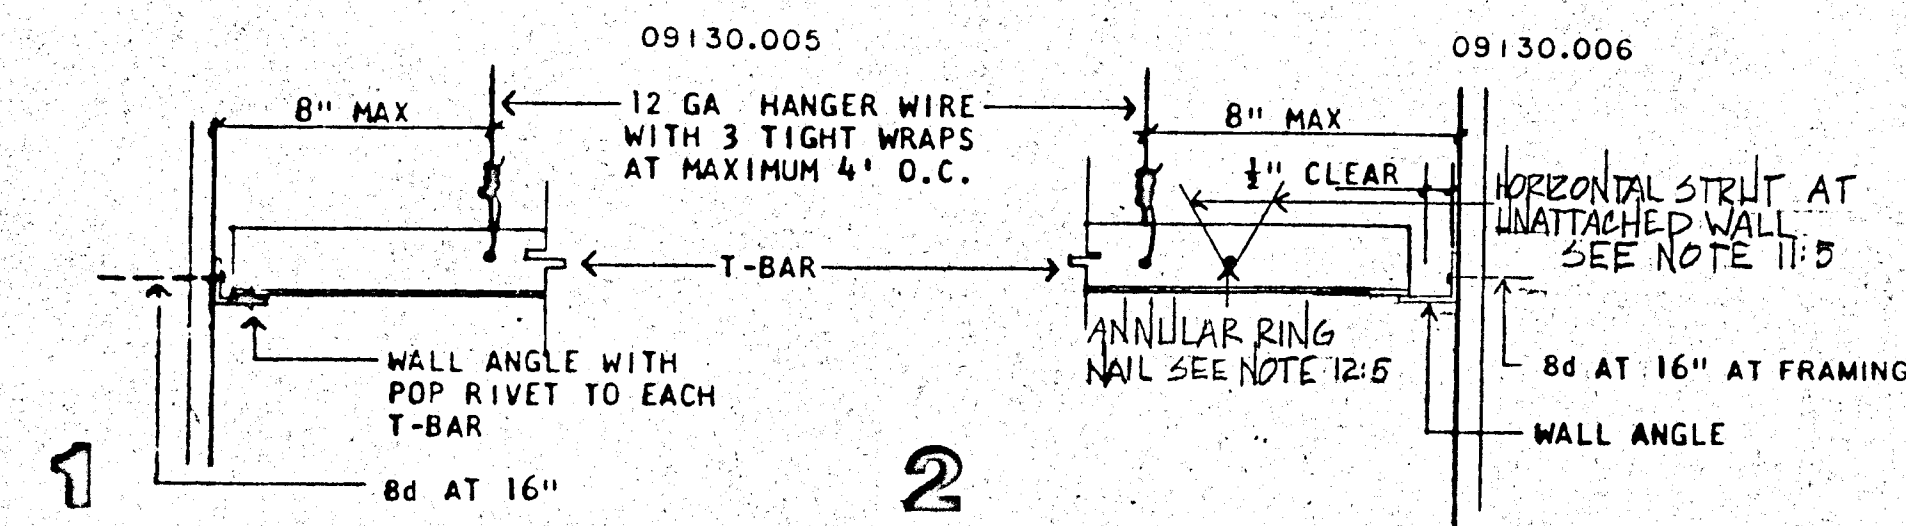 09130.005
09130.006
8" MAX
12 GA HANGER WIRE
WITH 3 TIGHT WRAPS
AT MAXIMUM 4' O.C.
8" MAX
½" CLEAR
HORIZONTAL STRUT AT
UNATTACHED WALL
SEE NOTE 11:5
T-BAR
ANNULAR RING
NAIL SEE NOTE 12:5
WALL ANGLE WITH
POP RIVET TO EACH
T-BAR
8d AT 16" AT FRAMING
WALL ANGLE
1
8d AT 16"
2